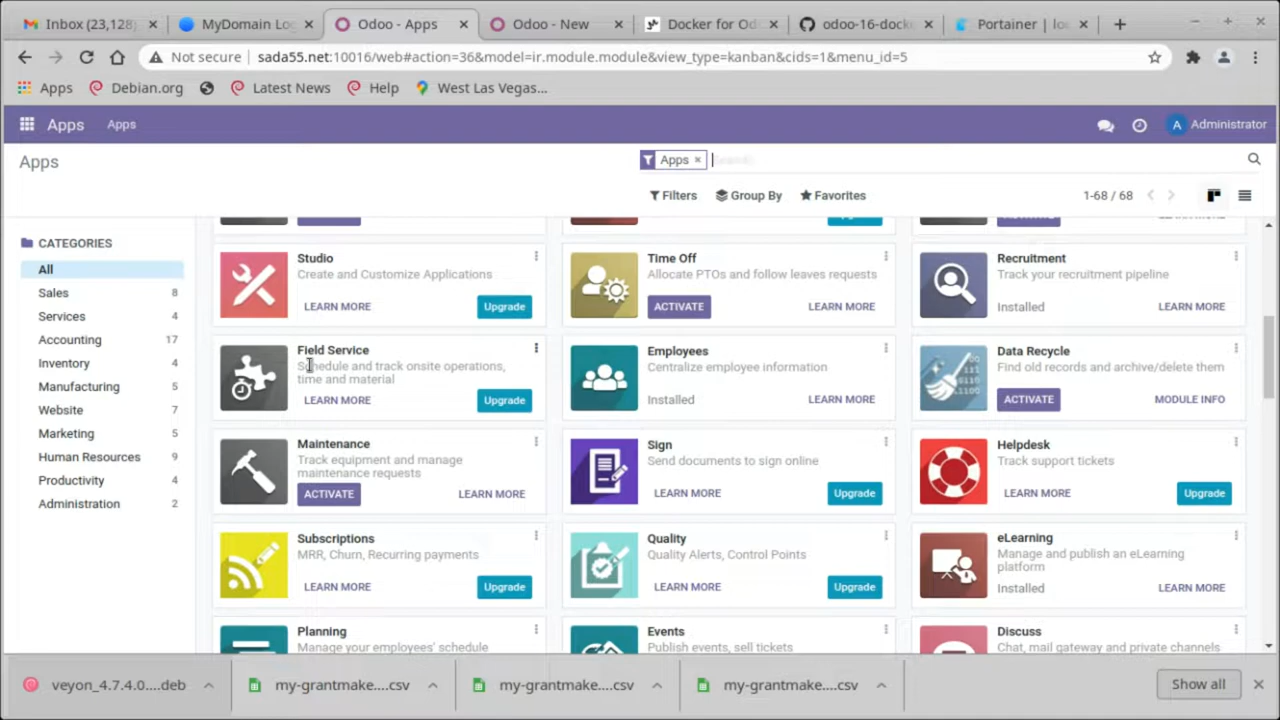 Inbox (23,128)
MyDomain Lo
Odoo - Apps
Odoo - New
Docker for Od
odoo-16-dock
Portainer | lo
Not secure
sada55.net:10016/web#action=36&model=ir.module.module&view_type=kanban&cids=1&menu_id=5
Apps
Debian.org
Latest News
Help
West Las Vegas...
Apps
Apps
A
Administrator
Apps
Apps ×
Search...
Filters
Group By
Favorites
1-68 / 68
CATEGORIES
All
Sales 8
Services 4
Accounting 17
Inventory 4
Manufacturing 5
Website 7
Marketing 5
Human Resources 9
Productivity 4
Administration 2
Studio
Create and Customize Applications
LEARN MORE
Upgrade
Time Off
Allocate PTOs and follow leaves requests
ACTIVATE
LEARN MORE
Recruitment
Track your recruitment pipeline
Installed
LEARN MORE
Field Service
Schedule and track onsite operations,
time and material
LEARN MORE
Upgrade
Employees
Centralize employee information
Installed
LEARN MORE
Data Recycle
Find old records and archive/delete them
ACTIVATE
MODULE INFO
Maintenance
Track equipment and manage
maintenance requests
ACTIVATE
LEARN MORE
Sign
Send documents to sign online
LEARN MORE
Upgrade
Helpdesk
Track support tickets
LEARN MORE
Upgrade
Subscriptions
MRR, Churn, Recurring payments
LEARN MORE
Upgrade
Quality
Quality Alerts, Control Points
LEARN MORE
Upgrade
eLearning
Manage and publish an eLearning
platform
Installed
LEARN MORE
Planning
Manage your employees' schedule
Events
Publish events, sell tickets
Discuss
Chat, mail gateway and private channels
veyon_4.7.4.0....deb
my-grantmake....csv
my-grantmake....csv
my-grantmake....csv
Show all